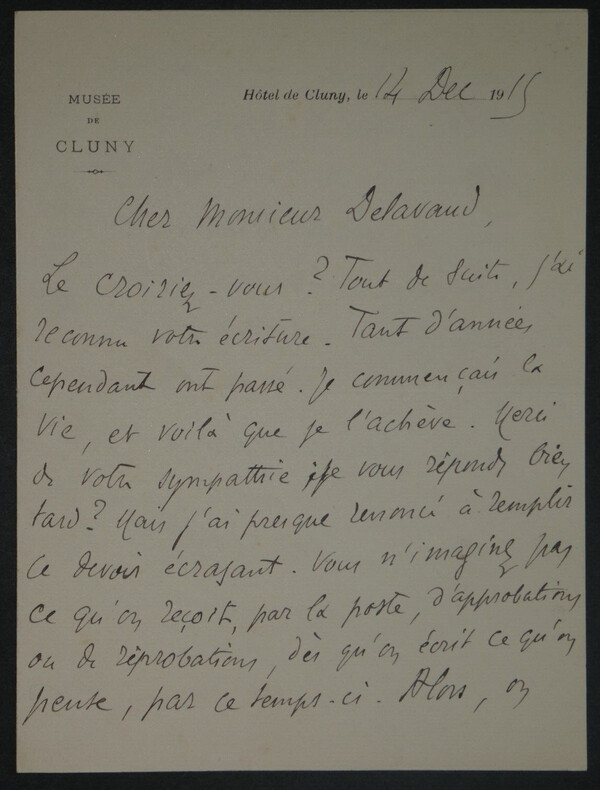 MUSÉE
DE
CLUNY
Hôtel de Cluny, le 14 Dec 1915
Cher Monsieur Delavaud,
Le croiriez-vous ? Tout de suite, j'ai
reconnu votre écriture. Tant d'années
cependant ont passé. Je commençais la
vie, et voilà que je l'achève. Merci
de votre sympathie je vous réponds bien
tard ? Mais j'ai presque renoncé à remplir
ce devoir écrasant. Vous n'imaginez pas
ce qu'on reçoit, par la poste, d'approbations
ou de réprobations, dès qu'on écrit ce qu'on
pense, par ce temps-ci. Alors, on